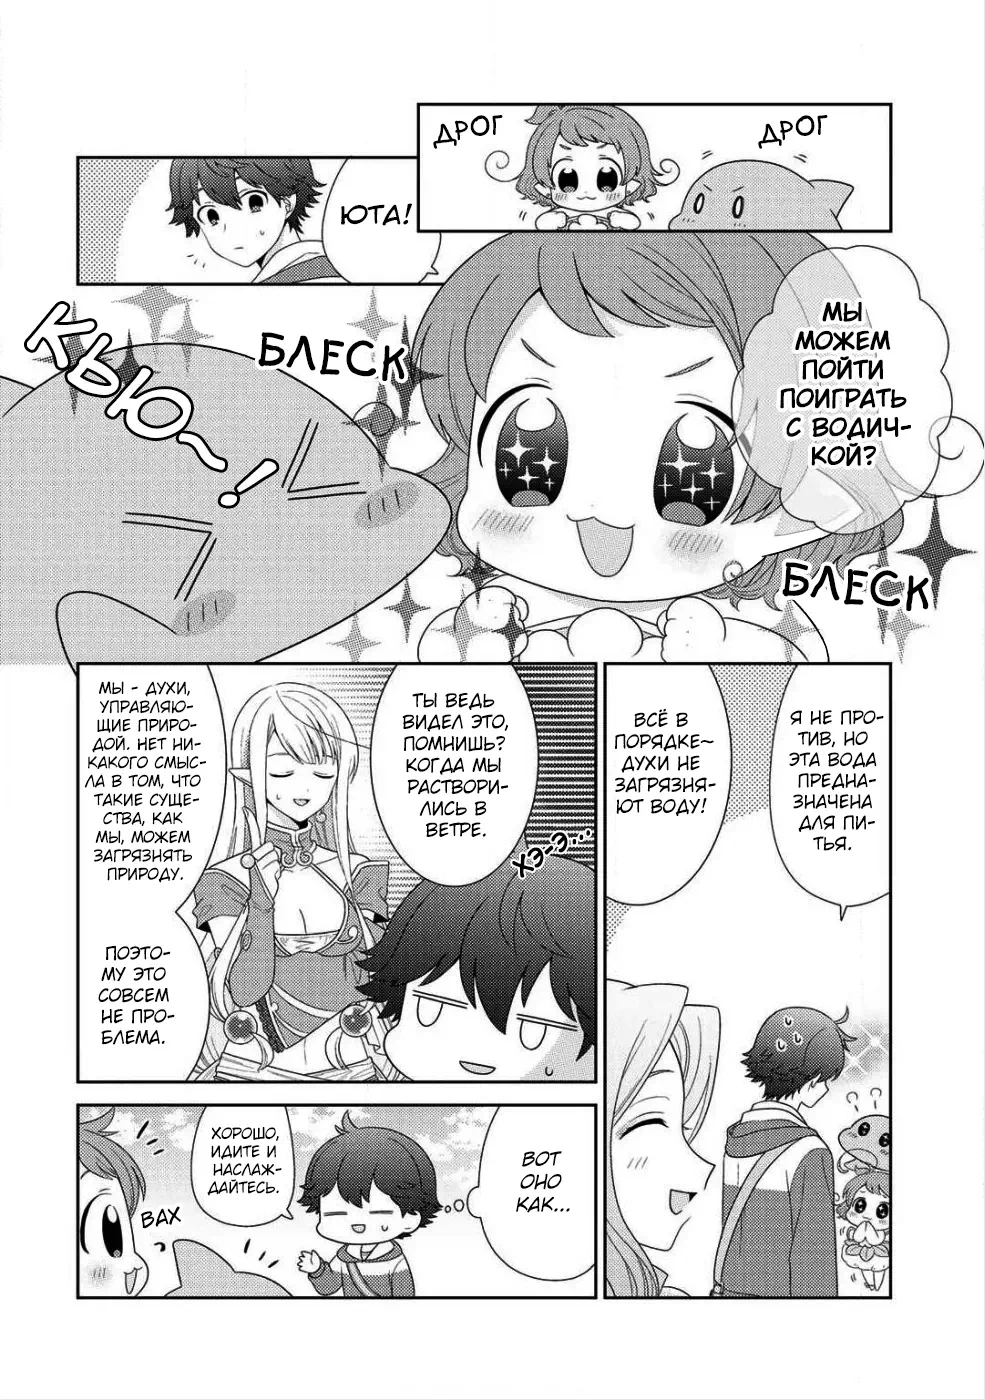 ДРОГ
ДРОГ
ЮТА!
МЫ
МОЖЕМ
ПОЙТИ
ПОИГРАТЬ
С ВОДИЧ-
КОЙ?
БЛЕСК
КЬЮ~!
БЛЕСК
Я НЕ ПРО-
ТИВ, НО
ЭТА ВОДА
ПРЕДНА-
ЗНАЧЕНА
ДЛЯ ПИ-
ТЬЯ.
ВСЁ В
ПОРЯДКЕ~
ДУХИ НЕ
ЗАГРЯЗНЯ-
ЮТ ВОДУ!
ТЫ ВЕДЬ
ВИДЕЛ ЭТО,
ПОМНИШЬ?
КОГДА МЫ
РАСТВОРИ-
ЛИСЬ В
ВЕТРЕ.
ХЭ-Э...
МЫ - ДУХИ,
УПРАВЛЯЮ-
ЩИЕ ПРИРО-
ДОЙ. НЕТ НИ-
КАКОГО СМЫС-
ЛА В ТОМ, ЧТО
ТАКИЕ СУЩЕ-
СТВА, КАК
МЫ, МОЖЕМ
ЗАГРЯЗНЯТЬ
ПРИРОДУ.
ПОЭТО-
МУ ЭТО
СОВСЕМ
НЕ ПРО-
БЛЕМА.
? ?
ВОТ
ОНО
КАК...
ХОРОШО,
ИДИТЕ И
НАСЛАЖ-
ДАЙТЕСЬ.
ВАХ